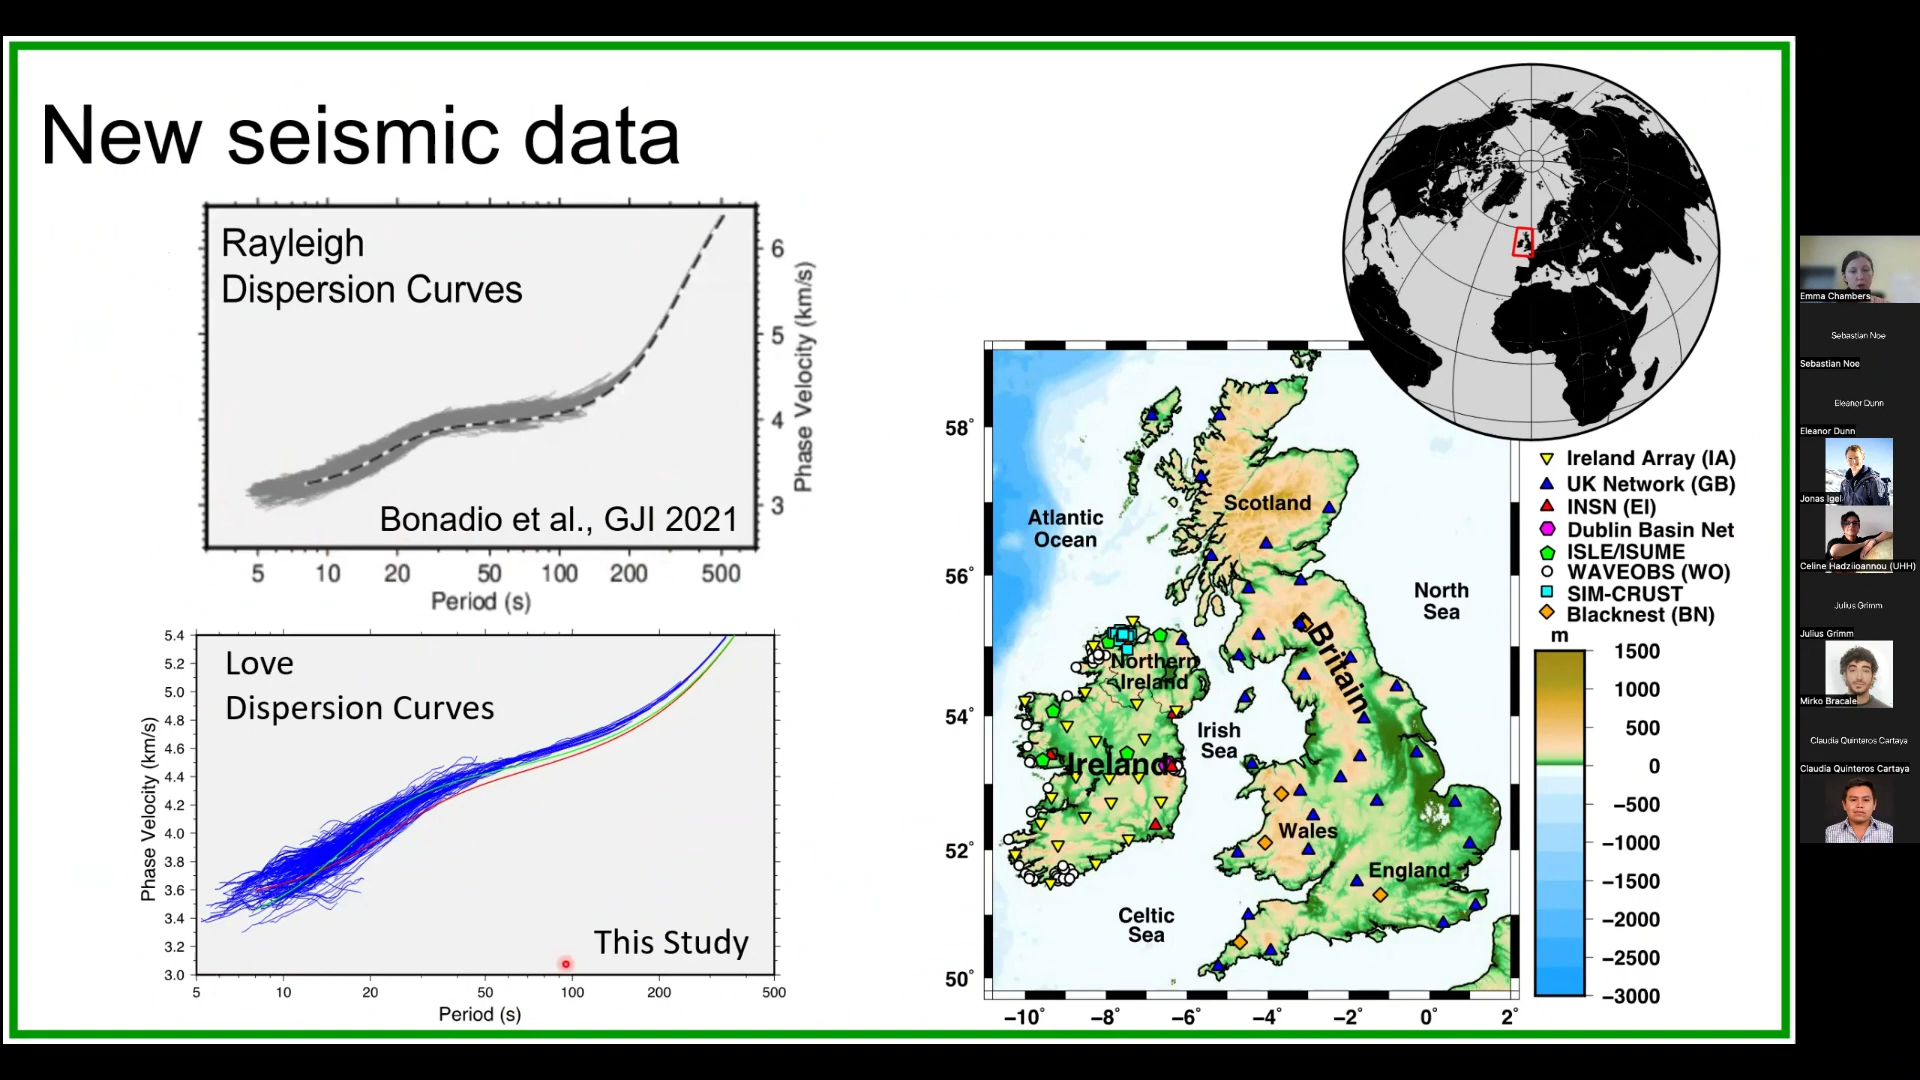 New seismic data
Rayleigh
Dispersion Curves
Bonadio et al., GJI 2021
6
5
4
3
Phase Velocity (km/s)
5 10 20 50 100 200 500
Period (s)
Love
Dispersion Curves
This Study
5.4
5.2
5.0
4.8
4.6
4.4
4.2
4.0
3.8
3.6
3.4
3.2
3.0
Phase Velocity (km/s)
5 10 20 50 100 200 500
Period (s)
58°
56°
54°
52°
50°
−10° −8° −6° −4° −2° 0° 2°
Atlantic
Ocean
Scotland
North
Sea
Northern
Ireland
Britain
Irish
Sea
Ireland
Wales
England
Celtic
Sea
Ireland Array (IA)
UK Network (GB)
INSN (EI)
Dublin Basin Net
ISLE/ISUME
WAVEOBS (WO)
SIM-CRUST
Blacknest (BN)
m
1500
1000
500
0
−500
−1000
−1500
−2000
−2500
−3000
Emma Chambers
Sebastian Noe
Sebastian Noe
Eleanor Dunn
Eleanor Dunn
Jonas Igel
Celine Hadziioannou (UHH)
Julius Grimm
Julius Grimm
Mirko Bracale
Claudia Quinteros Cartaya
Claudia Quinteros Cartaya